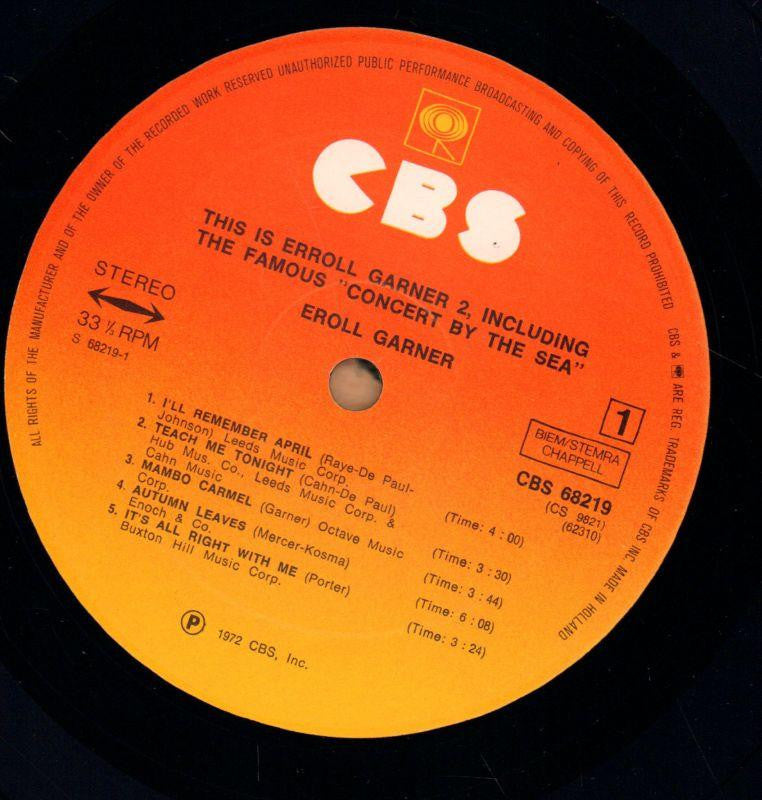 ALL RIGHTS OF THE MANUFACTURER AND OF THE OWNER OF THE RECORDED WORK RESERVED UNAUTHORIZED PUBLIC PERFORMANCE BROADCASTING AND COPYING OF THIS RECORD PROHIBITED CBS & ARE REG. TRADEMARKS OF CBS INC MADE IN HOLLAND
CBS
THIS IS ERROLL GARNER 2, INCLUDING
THE FAMOUS "CONCERT BY THE SEA"
EROLL GARNER
STEREO
33 ⅓ RPM
S 68219-1
1
BIEM/STEMRA
CHAPPELL
CBS 68219
(CS 9821)
(62310)
1. I'LL REMEMBER APRIL (Raye-De Paul-
Johnson) Leeds Music Corp. (Time: 4 : 00)
2. TEACH ME TONIGHT (Cahn-De Paul)
Hub Mus. Co., Leeds Music Corp. &
Cahn Music (Time: 3 : 30)
3. MAMBO CARMEL (Garner) Octave Music
Corp. (Time: 3 : 44)
4. AUTUMN LEAVES (Mercer-Kosma)
Enoch & Co. (Time: 6 : 08)
5. IT'S ALL RIGHT WITH ME (Porter)
Buxton Hill Music Corp. (Time: 3 : 24)
Ⓟ 1972 CBS, Inc.